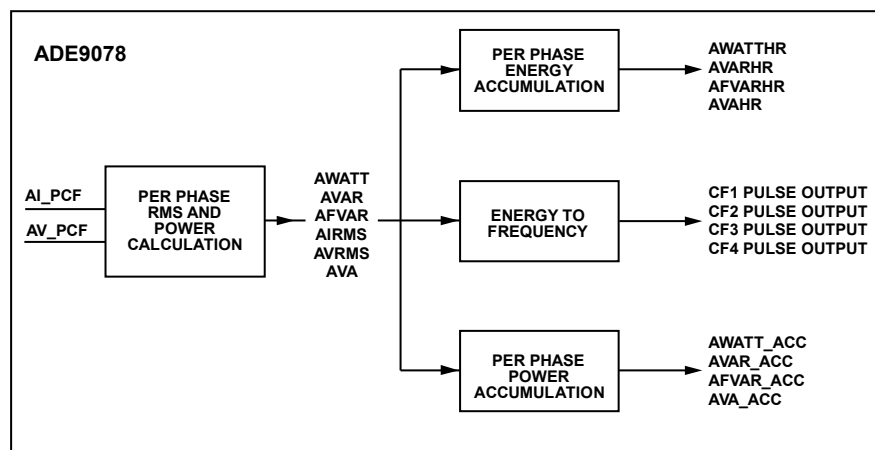 ADE9078
AI_PCF
AV_PCF
PER PHASE
RMS AND
POWER
CALCULATION
AWATT
AVAR
AFVAR
AIRMS
AVRMS
AVA
PER PHASE
ENERGY
ACCUMULATION
AWATTHR
AVARHR
AFVARHR
AVAHR
ENERGY TO
FREQUENCY
CF1 PULSE OUTPUT
CF2 PULSE OUTPUT
CF3 PULSE OUTPUT
CF4 PULSE OUTPUT
PER PHASE
POWER
ACCUMULATION
AWATT_ACC
AVAR_ACC
AFVAR_ACC
AVA_ACC